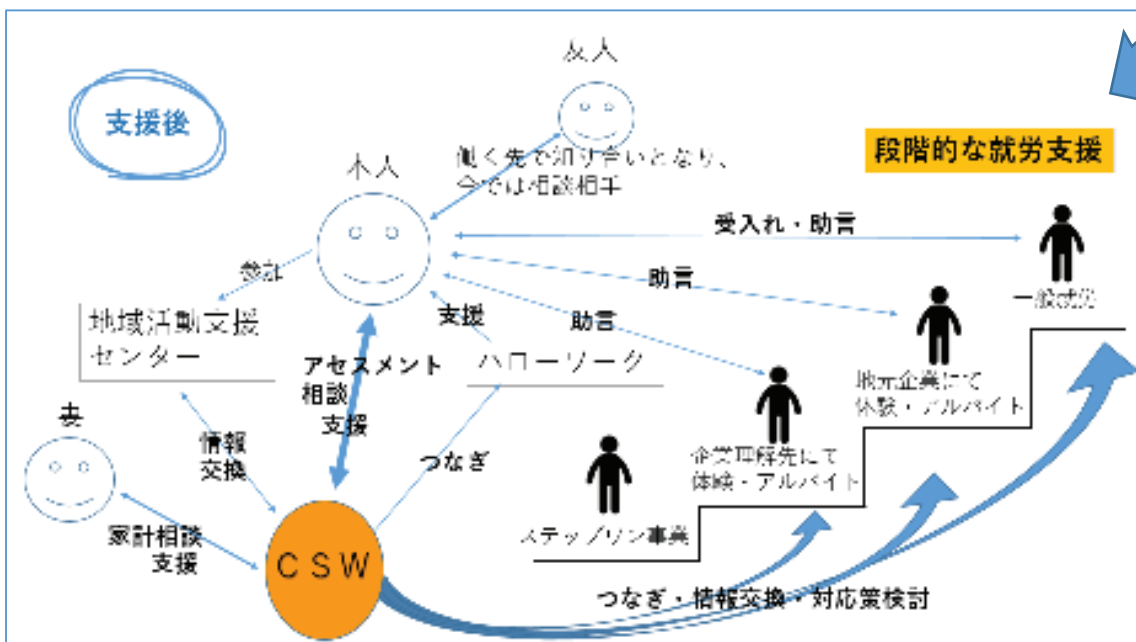 支援後
友人
本人
働く先で知り合いとなり、
今では相談相手
段階的な就労支援
受入れ・助言
助言
助言
一般就労
参加
支援
地域活動支援
センター
ハローワーク
アセスメント
相談
支援
地元企業にて
体験・アルバイト
妻
情報
交換
つなぎ
企業理解先にて
体験・アルバイト
ステップワン事業
家計相談
支援
CSW
つなぎ・情報交換・対応策検討